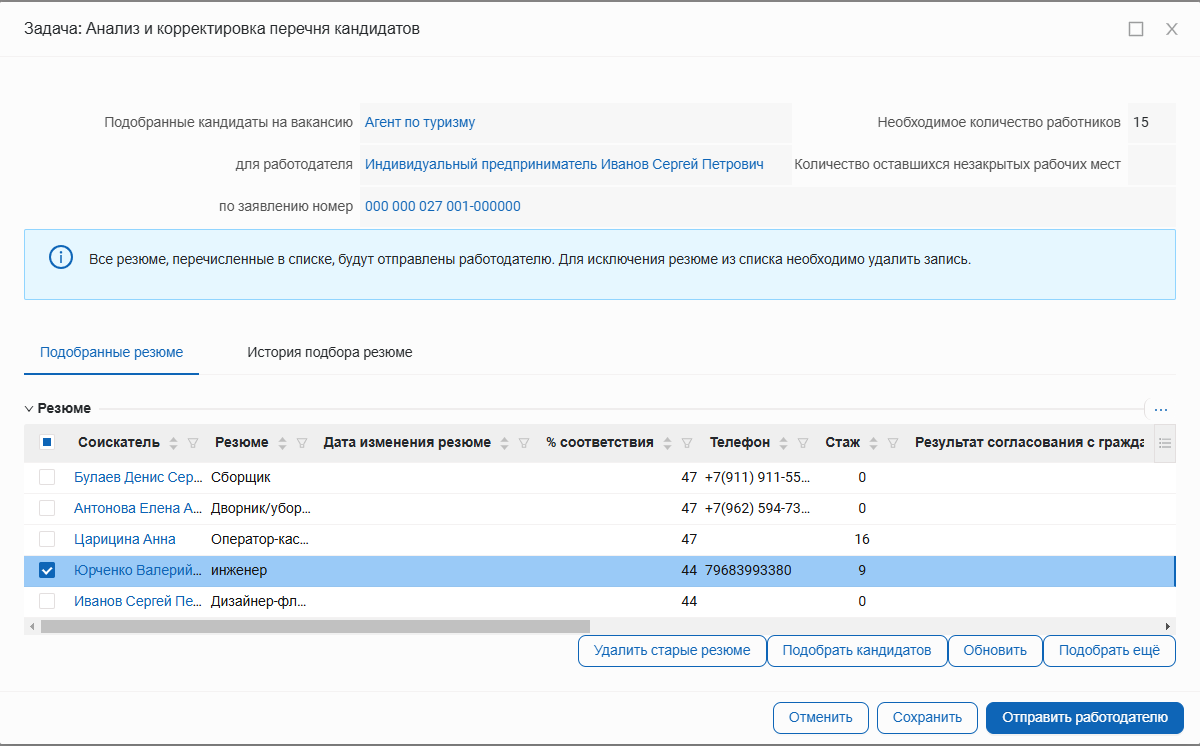 Задача: Анализ и корректировка перечня кандидатов
Подобранные кандидаты на вакансию Агент по туризму Необходимое количество работников 15
для работодателя Индивидуальный предприниматель Иванов Сергей Петрович Количество оставшихся незакрытых рабочих мест
по заявлению номер 000 000 027 001-000000
Все резюме, перечисленные в списке, будут отправлены работодателю. Для исключения резюме из списка необходимо удалить запись.
Подобранные резюме История подбора резюме
Резюме ...
Соискатель Резюме Дата изменения резюме % соответствия Телефон Стаж Результат согласования с гражда
Булаев Денис Сер... Сборщик 47 +7(911) 911-55... 0
Антонова Елена А... Дворник/убор... 47 +7(962) 594-73... 0
Царицина Анна Оператор-кас... 47 16
Юрченко Валерий... инженер 44 79683993380 9
Иванов Сергей Пе... Дизайнер-фл... 44 0
Удалить старые резюме Подобрать кандидатов Обновить Подобрать ещё
Отменить Сохранить Отправить работодателю